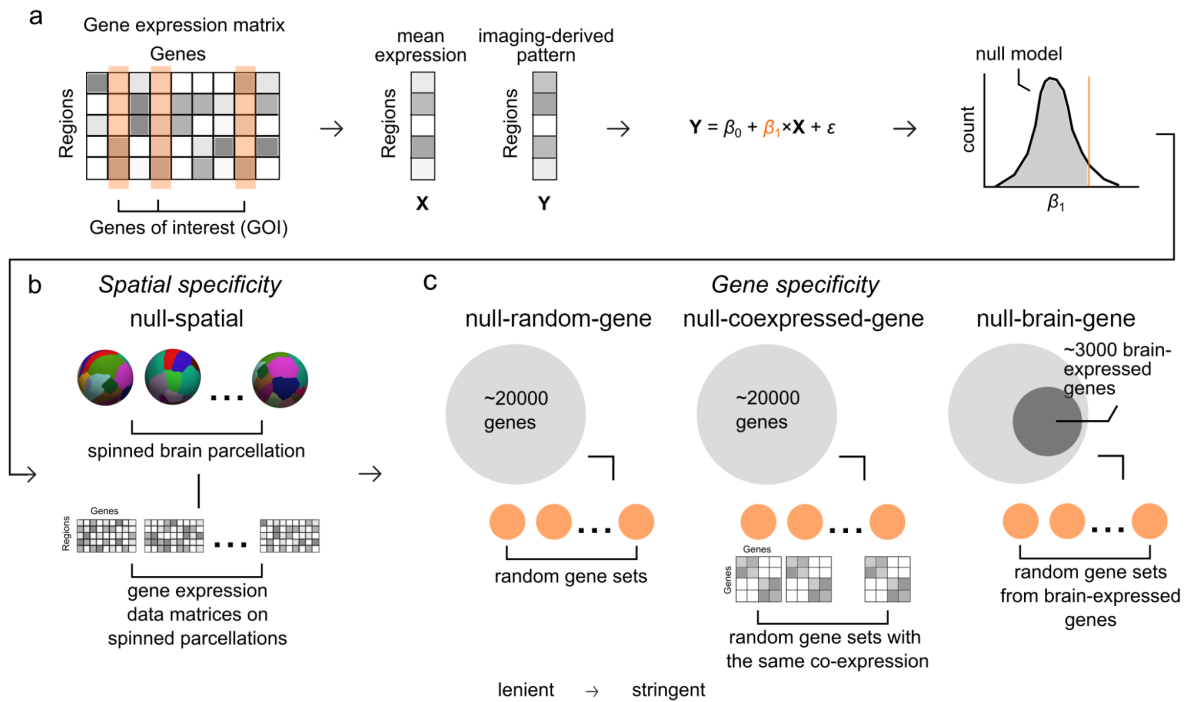 a
Gene expression matrix
Genes
Regions
Genes of interest (GOI)
mean
expression
Regions
X
imaging-derived
pattern
Regions
Y
Y = β0 + β1×X + ε
null model
count
β1
b
Spatial specificity
null-spatial
...
spinned brain parcellation
Genes
Regions
...
gene expression
data matrices on
spinned parcellations
c
Gene specificity
null-random-gene
~20000
genes
...
random gene sets
null-coexpressed-gene
~20000
genes
...
Genes
Genes
random gene sets with
the same co-expression
null-brain-gene
~3000 brain-
expressed
genes
...
random gene sets
from brain-expressed
genes
lenient → stringent